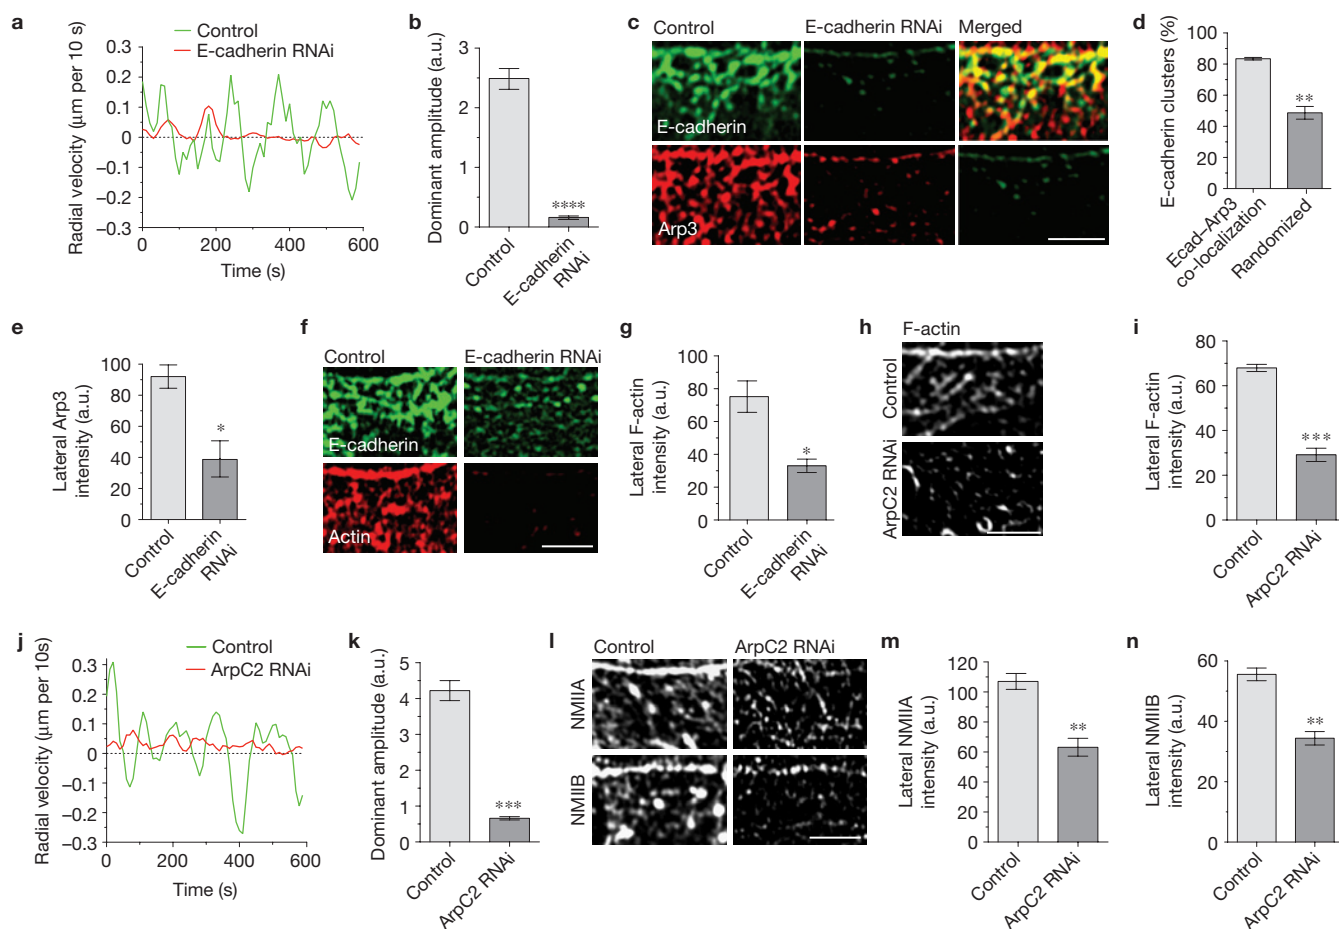 a
Control
E-cadherin RNAi
Radial velocity (µm per 10 s)
0.3
0.2
0.1
0
−0.1
−0.2
−0.3
0
200
400
600
Time (s)
b
Dominant amplitude (a.u.)
3
2
1
0
****
Control
E-cadherin
RNAi
c
Control
E-cadherin RNAi
Merged
E-cadherin
Arp3
d
E-cadherin clusters (%)
100
80
60
40
20
0
**
Ecad–Arp3
co-localization
Randomized
e
Lateral Arp3
intensity (a.u.)
100
80
60
40
20
0
*
Control
E-cadherin
RNAi
f
Control
E-cadherin RNAi
E-cadherin
Actin
g
Lateral F-actin
intensity (a.u.)
100
80
60
40
20
0
*
Control
E-cadherin
RNAi
h
F-actin
Control
ArpC2 RNAi
i
Lateral F-actin
intensity (a.u.)
80
60
40
20
0
***
Control
ArpC2 RNAi
j
Control
ArpC2 RNAi
Radial velocity (µm per 10s)
0.3
0.2
0.1
0
−0.1
−0.2
−0.3
0
200
400
600
Time (s)
k
Dominant amplitude (a.u.)
5
4
3
2
1
0
***
Control
ArpC2 RNAi
l
Control
ArpC2 RNAi
NMIIA
NMIIB
m
Lateral NMIIA
intensity (a.u.)
120
100
80
60
40
20
0
**
Control
ArpC2 RNAi
n
Lateral NMIIB
intensity (a.u.)
60
40
20
0
**
Control
ArpC2 RNAi